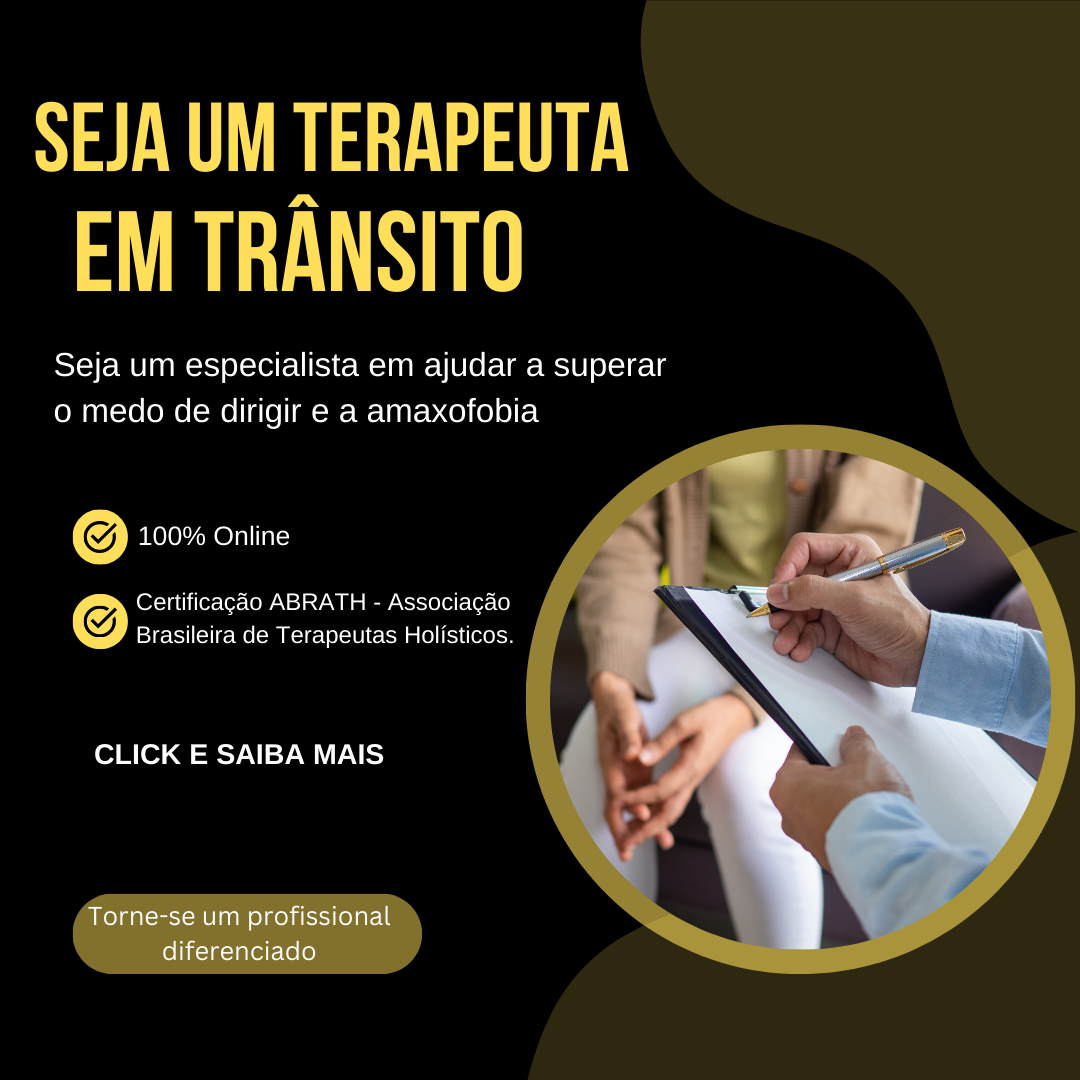 SEJA UM TERAPEUTA
EM TRÂNSITO
Seja um especialista em ajudar a superar
o medo de dirigir e a amaxofobia
100% Online
Certificação ABRATH - Associação
Brasileira de Terapeutas Holísticos.
CLICK E SAIBA MAIS
Torne-se um profissional
diferenciado